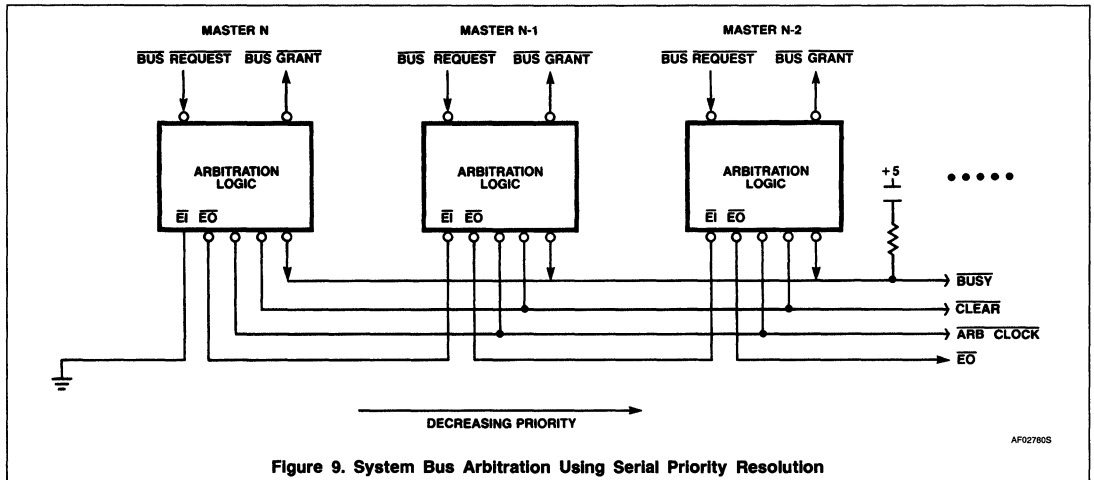 MASTER N
BUS REQUEST BUS GRANT
MASTER N-1
BUS REQUEST BUS GRANT
MASTER N-2
BUS REQUEST BUS GRANT
ARBITRATION
LOGIC
EI EO
ARBITRATION
LOGIC
EI EO
ARBITRATION
LOGIC
EI EO
+5
BUSY
CLEAR
ARB CLOCK
EO
DECREASING PRIORITY
AF02780S
Figure 9. System Bus Arbitration Using Serial Priority Resolution